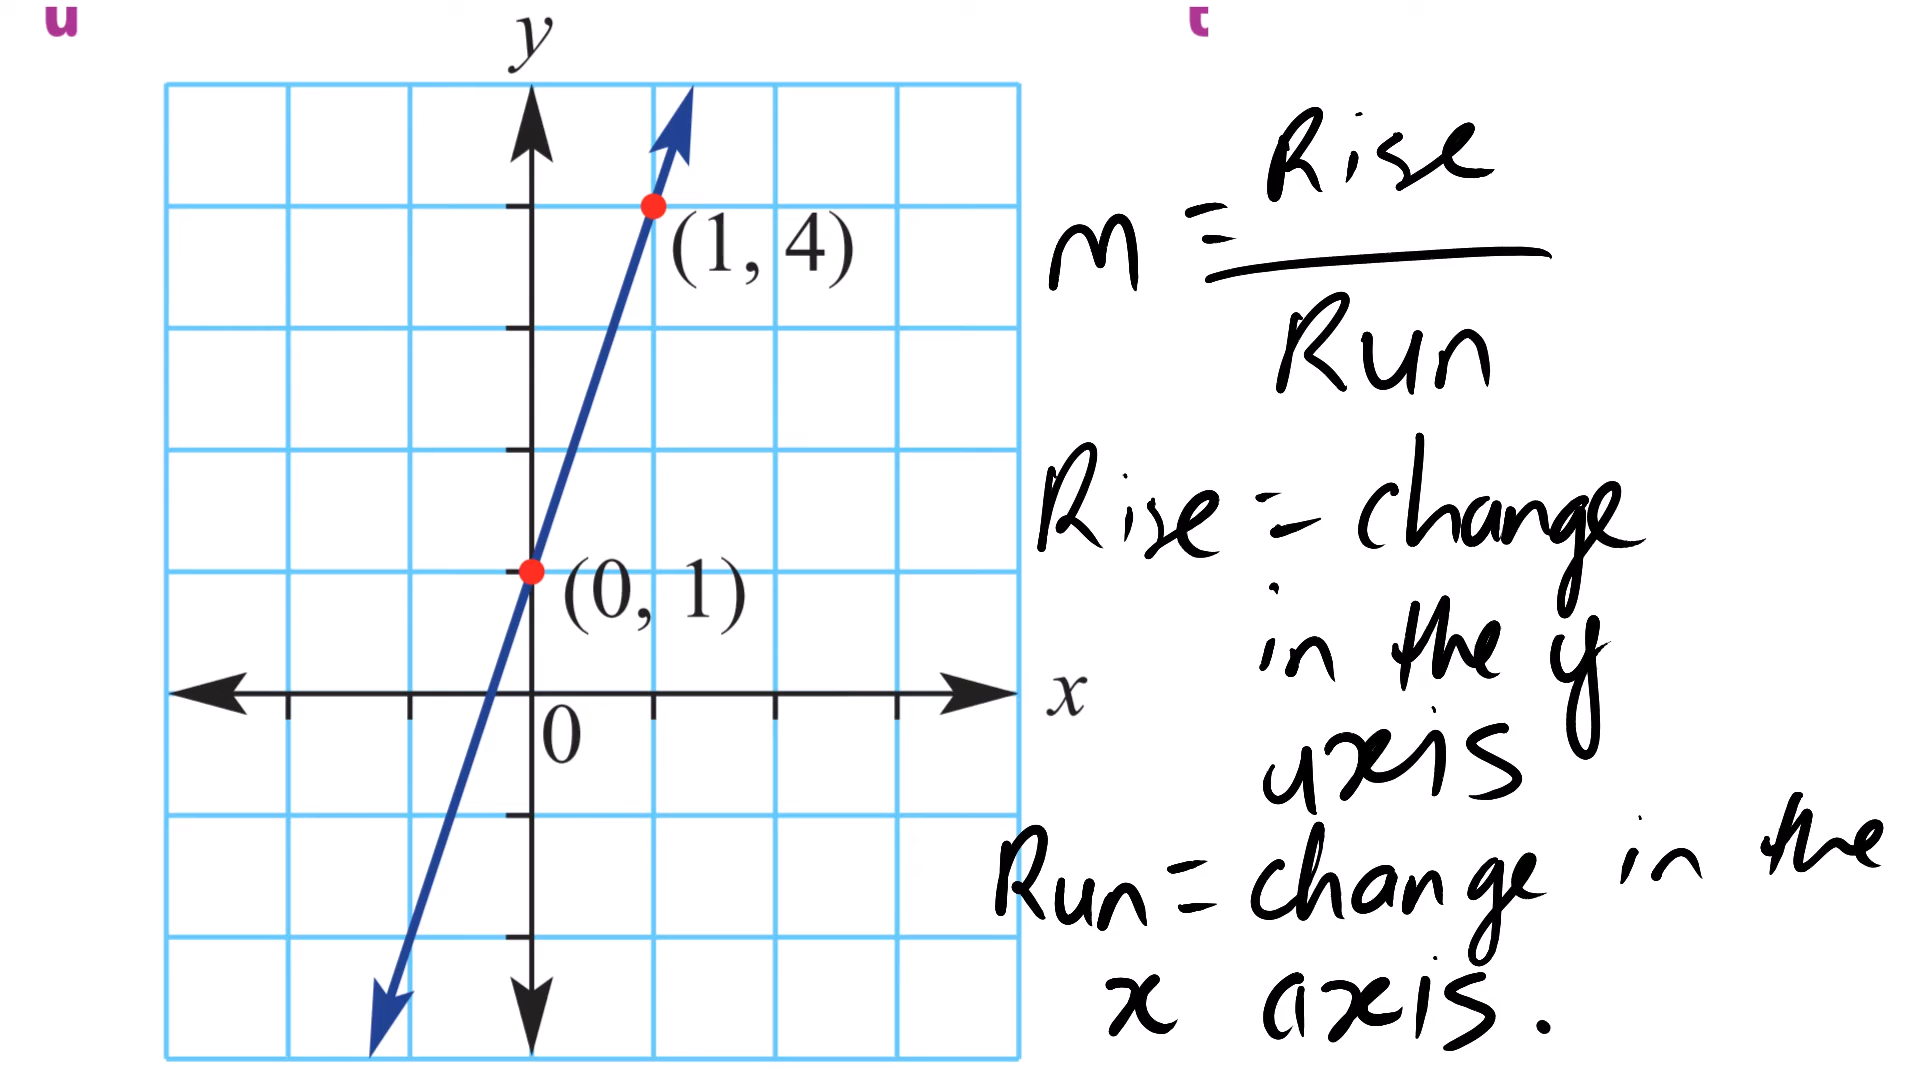 y
(1, 4)
(0, 1)
x
0
m = Rise
Run
Rise = change
in the y
axis
Run = change in the
x axis.